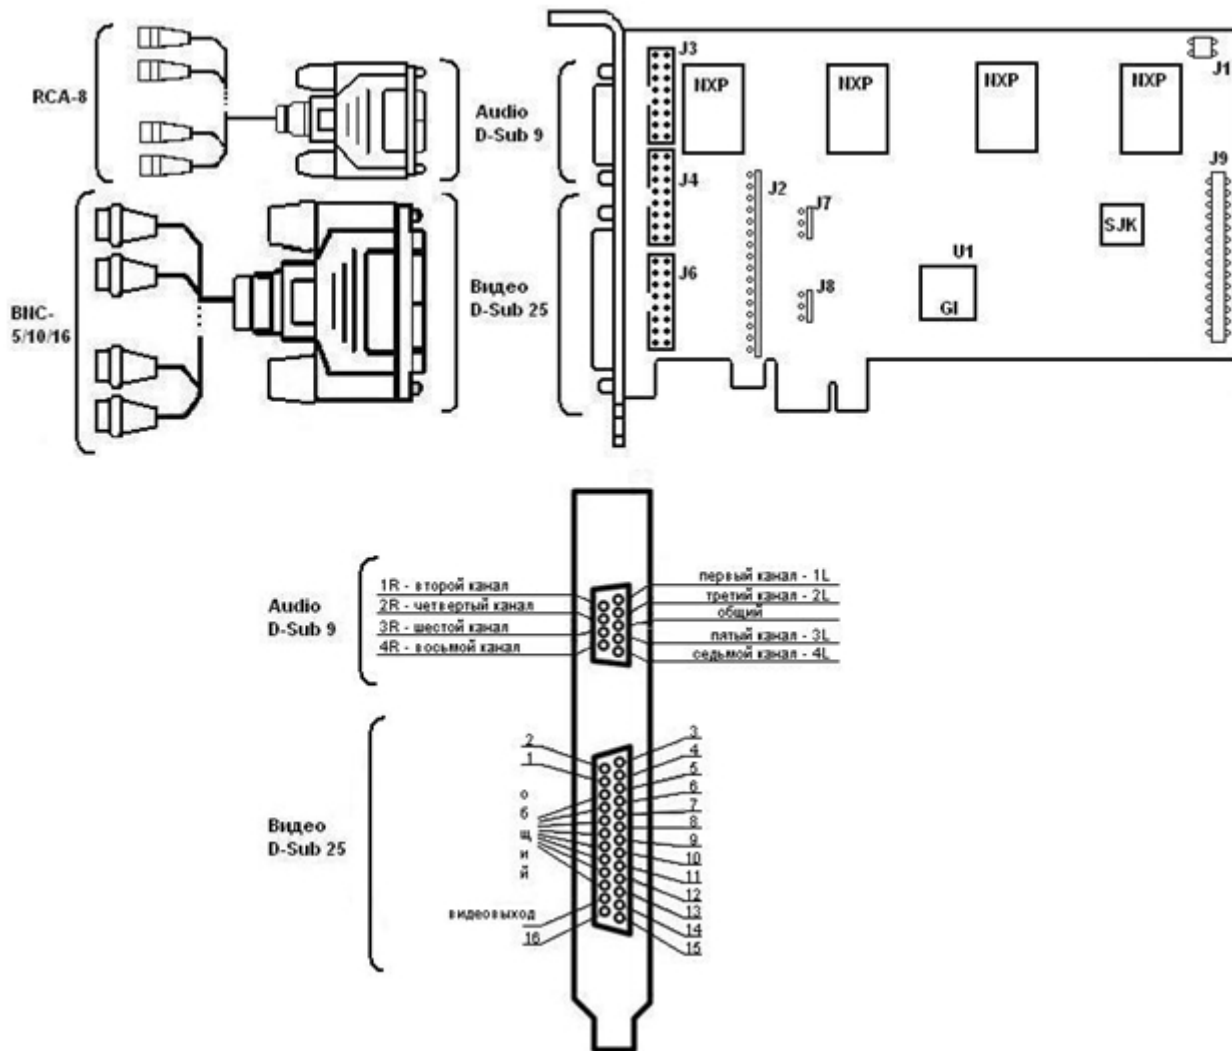 RCA-8
Audio
D-Sub 9
BNC-
5/10/16
Видео
D-Sub 25
J3
NXP
NXP
NXP
NXP
J1
J4
J2
J7
J9
SJK
J6
J8
U1
GI
Audio
D-Sub 9
1R - второй канал
2R - четвертый канал
3R - шестой канал
4R - восьмой канал
первый канал - 1L
третий канал - 2L
общий
пятый канал - 3L
седьмой канал - 4L
Видео
D-Sub 25
2
1
общий
видеовыход
16
3
4
5
6
7
8
9
10
11
12
13
14
15